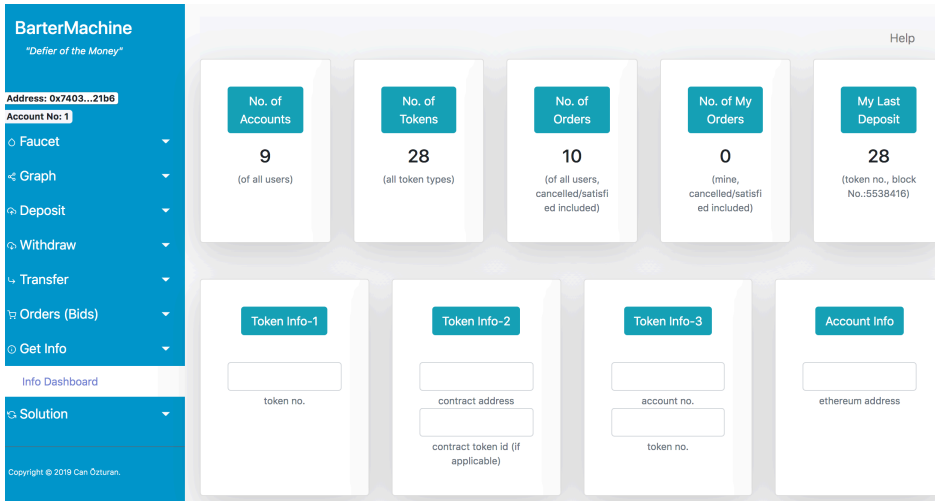 BarterMachine
"Defier of the Money"
Address: 0x7403...21b6
Account No: 1
Faucet
Graph
Deposit
Withdraw
Transfer
Orders (Bids)
Get Info
Info Dashboard
Solution
Copyright © 2019 Can Özturan.
Help
No. of
Accounts
9
(of all users)
No. of
Tokens
28
(all token types)
No. of
Orders
10
(of all users,
cancelled/satisfi
ed included)
No. of My
Orders
0
(mine,
cancelled/satisfi
ed included)
My Last
Deposit
28
(token no., block
No.:5538416)
Token Info-1
token no.
Token Info-2
contract address
contract token id (if
applicable)
Token Info-3
account no.
token no.
Account Info
ethereum address